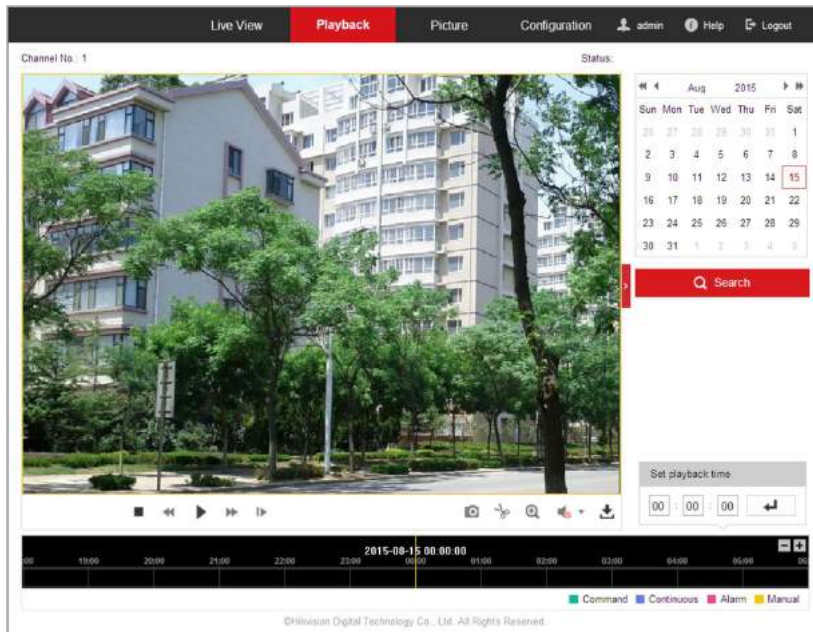 Live View Playback Picture Configuration admin Help Logout
Channel No.: 1 Status:
Aug 2015
Sun Mon Tue Wed Thu Fri Sat
26 27 28 29 30 31 1
2 3 4 5 6 7 8
9 10 11 12 13 14 15
16 17 18 19 20 21 22
23 24 25 26 27 28 29
30 31 1 2 3 4 5
Search
Set playback time
00 : 00 : 00
2015-08-15 00:00:00
:00 19:00 20:00 21:00 22:00 23:00 00:00 01:00 02:00 03:00 04:00 05:00 06
Command Continuous Alarm Manual
©Hikvision Digital Technology Co., Ltd. All Rights Reserved.